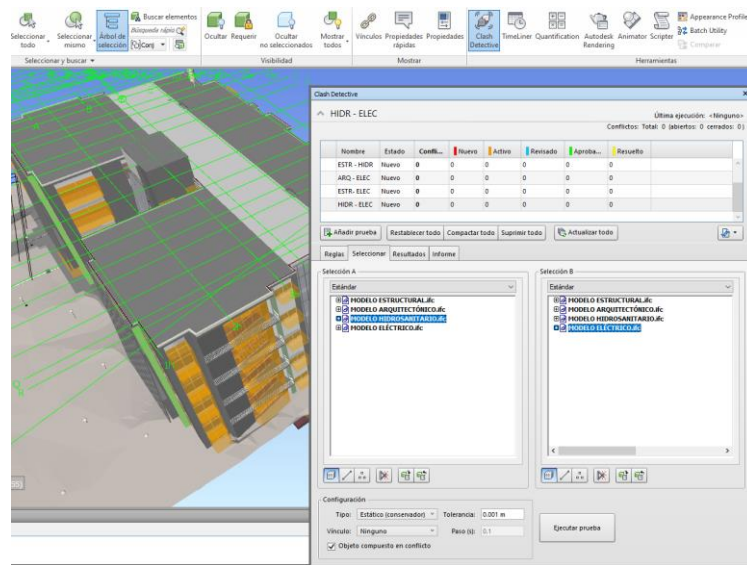 Buscar elementos
Búsqueda rápida
Seleccionar todo
Seleccionar mismo
Árbol de selección
Conj
Ocultar
Requerir
Ocultar no seleccionados
Mostrar todos
Vínculos
Propiedades rápidas
Propiedades
Clash Detective
TimeLiner
Quantification
Autodesk Rendering
Animator
Scripter
Appearance Profiler
Batch Utility
Comparar
Seleccionar y buscar
Visibilidad
Mostrar
Herramientas
Clash Detective
HIDR - ELEC
Última ejecución: <Ninguno>
Conflictos: Total: 0 (abiertos: 0 cerrados: 0)
Nombre Estado Confli... Nuevo Activo Revisado Aproba... Resuelto
ESTR - HIDR Nuevo 0 0 0 0 0 0
ARQ - ELEC Nuevo 0 0 0 0 0 0
ESTR- ELEC Nuevo 0 0 0 0 0 0
HIDR - ELEC Nuevo 0 0 0 0 0 0
Añadir prueba Restablecer todo Compactar todo Suprimir todo Actualizar todo
Reglas Seleccionar Resultados Informe
Selección A
Estándar
MODELO ESTRUCTURAL.ifc
MODELO ARQUITECTÓNICO.ifc
MODELO HIDROSANITARIO.ifc
MODELO ELÉCTRICO.ifc
Selección B
Estándar
MODELO ESTRUCTURAL.ifc
MODELO ARQUITECTÓNICO.ifc
MODELO HIDROSANITARIO.ifc
MODELO ELÉCTRICO.ifc
Configuración
Tipo: Estático (conservador) Tolerancia: 0.001 m
Vínculo: Ninguno Paso (s): 0.1
Objeto compuesto en conflicto
Ejecutar prueba